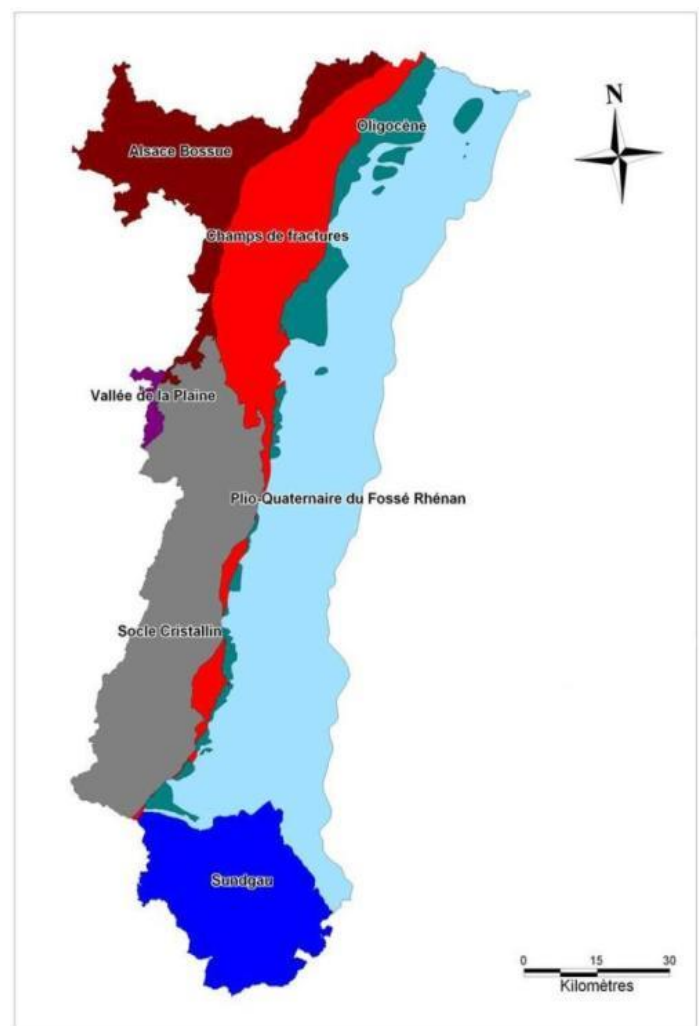 N
Oligocène
Alsace Bossue
Champs de fractures
Vallée de la Plaine
Plio-Quaternaire du Fossé Rhénan
Socle Cristallin
Sundgau
0 15 30
Kilomètres